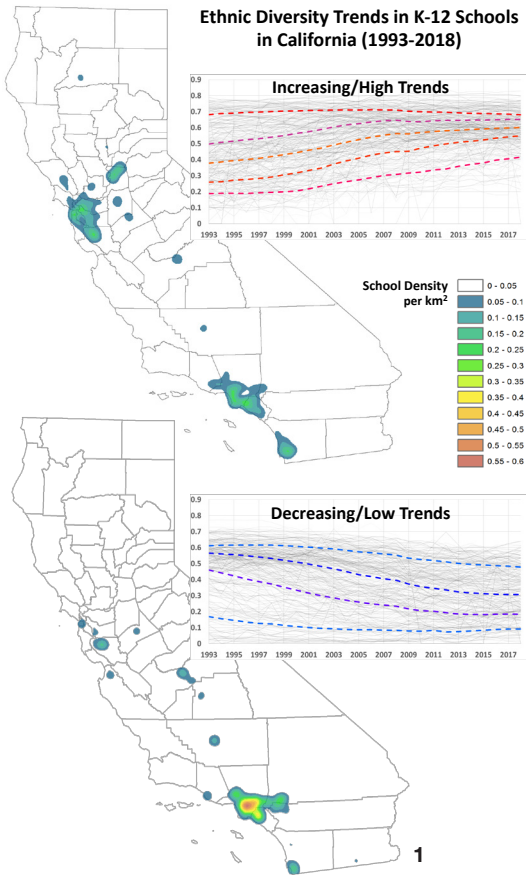 Ethnic Diversity Trends in K-12 Schools
in California (1993-2018)
Increasing/High Trends
0.9
0.8
0.7
0.6
0.5
0.4
0.3
0.2
0.1
0
1993 1995 1997 1999 2001 2003 2005 2007 2009 2011 2013 2015 2017
School Density
per km²
0 - 0.05
0.05 - 0.1
0.1 - 0.15
0.15 - 0.2
0.2 - 0.25
0.25 - 0.3
0.3 - 0.35
0.35 - 0.4
0.4 - 0.45
0.45 - 0.5
0.5 - 0.55
0.55 - 0.6
Decreasing/Low Trends
0.9
0.8
0.7
0.6
0.5
0.4
0.3
0.2
0.1
0
1993 1995 1997 1999 2001 2003 2005 2007 2009 2011 2013 2015 2017
1